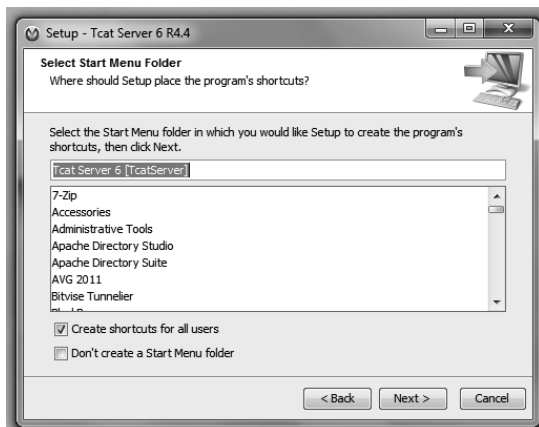 Setup - Tcat Server 6 R4.4
Select Start Menu Folder
Where should Setup place the program's shortcuts?
Select the Start Menu folder in which you would like Setup to create the program's
shortcuts, then click Next.
Tcat Server 6 [TcatServer]
7-Zip
Accessories
Administrative Tools
Apache Directory Studio
Apache Directory Suite
AVG 2011
Bitvise Tunnelier
Create shortcuts for all users
Don't create a Start Menu folder
< Back
Next >
Cancel